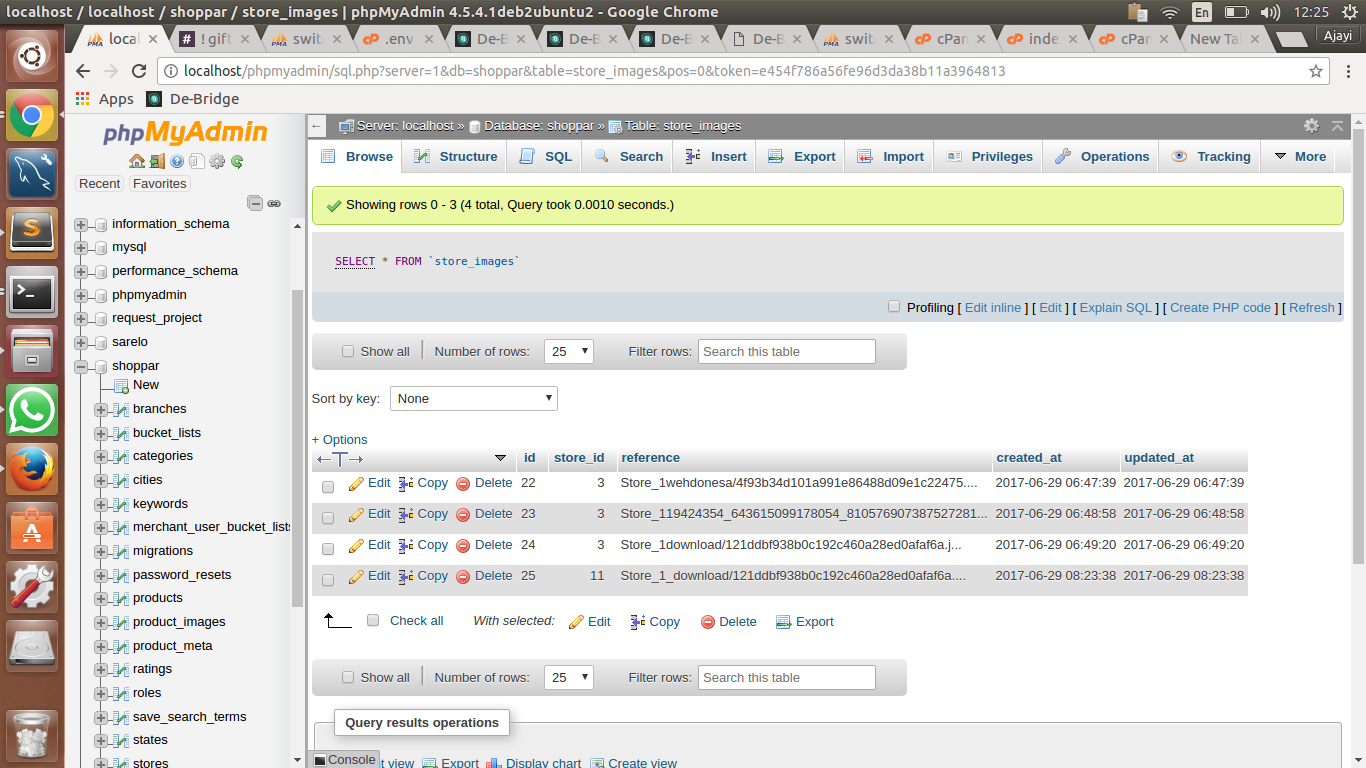 localhost / localhost / shoppar / store_images | phpMyAdmin 4.5.4.1deb2ubuntu2 - Google Chrome
En
12:25
local
! gift
swit
.env
De-B
De-B
De-B
De-B
swit
cPan
inde
cPan
New Ta
Ajayi
localhost/phpmyadmin/sql.php?server=1&db=shoppar&table=store_images&pos=0&token=e454f786a56fe96d3da38b11a3964813
Apps
De-Bridge
phpMyAdmin
Recent
Favorites
information_schema
mysql
performance_schema
phpmyadmin
request_project
sarelo
shoppar
New
branches
bucket_lists
categories
cities
keywords
merchant_user_bucket_lists
migrations
password_resets
products
product_images
product_meta
ratings
roles
save_search_terms
states
stores
Server: localhost » Database: shoppar » Table: store_images
Browse
Structure
SQL
Search
Insert
Export
Import
Privileges
Operations
Tracking
More
Showing rows 0 - 3 (4 total, Query took 0.0010 seconds.)
SELECT * FROM `store_images`
Profiling [ Edit inline ] [ Edit ] [ Explain SQL ] [ Create PHP code ] [ Refresh ]
Show all
Number of rows:
25
Filter rows:
Search this table
Sort by key:
None
+ Options
id store_id reference created_at updated_at
Edit Copy Delete 22 3 Store_1wehdonesa/4f93b34d101a991e86488d09e1c22475.... 2017-06-29 06:47:39 2017-06-29 06:47:39
Edit Copy Delete 23 3 Store_119424354_643615099178054_810576907387527281... 2017-06-29 06:48:58 2017-06-29 06:48:58
Edit Copy Delete 24 3 Store_1download/121ddbf938b0c192c460a28ed0afaf6a.j... 2017-06-29 06:49:20 2017-06-29 06:49:20
Edit Copy Delete 25 11 Store_1_download/121ddbf938b0c192c460a28ed0afaf6a.... 2017-06-29 08:23:38 2017-06-29 08:23:38
Check all
With selected:
Edit
Copy
Delete
Export
Show all
Number of rows:
25
Filter rows:
Search this table
Query results operations
Console
t view
Export
Display chart
Create view